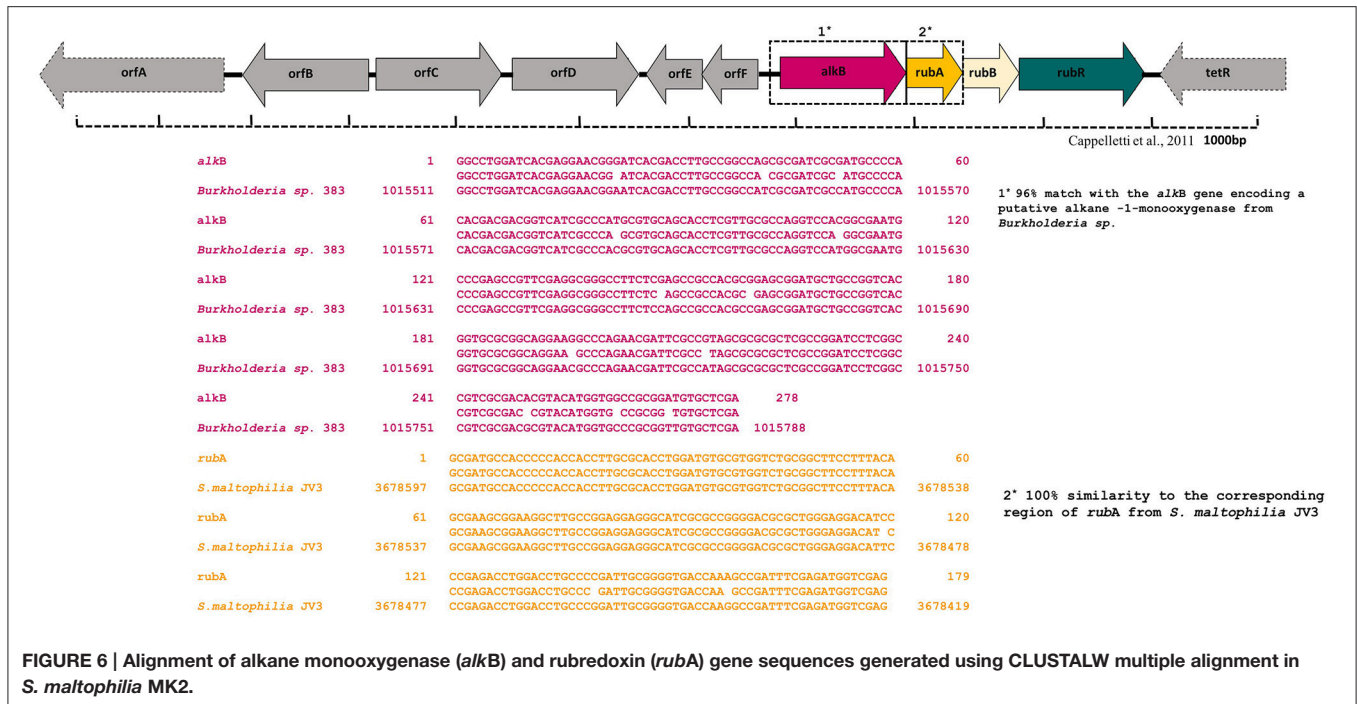 1* 2*
orfA orfB orfC orfD orfE orfF alkB rubA rubB rubR tetR
Cappelletti et al., 2011 1000bp
alkB 1 GGCCTGGATCACGAGGAACGGGATCACGACCTTGCCGGCCAGCGCGATCGCGATGCCCCA 60
GGCCTGGATCACGAGGAACGG ATCACGACCTTGCCGGCCA CGCGATCGC ATGCCCCA
Burkholderia sp. 383 1015511 GGCCTGGATCACGAGGAACGGAATCACGACCTTGCCGGCCATCGCGATCGCCATGCCCCA 1015570
1* 96% match with the alkB gene encoding a
putative alkane -1-monooxygenase from
Burkholderia sp.
alkB 61 CACGACGACGGTCATCGCCCATGCGTGCAGCACCTCGTTGCGCCAGGTCCACGGCGAATG 120
CACGACGACGGTCATCGCCCA GCGTGCAGCACCTCGTTGCGCCAGGTCCA GGCGAATG
Burkholderia sp. 383 1015571 CACGACGACGGTCATCGCCCACGCGTGCAGCACCTCGTTGCGCCAGGTCCATGGCGAATG 1015630
alkB 121 CCCGAGCCGTTCGAGGCGGGCCTTCTCGAGCCGCCACGCGGAGCGGATGCTGCCGGTCAC 180
CCCGAGCCGTTCGAGGCGGGCCTTCTC AGCCGCCACGC GAGCGGATGCTGCCGGTCAC
Burkholderia sp. 383 1015631 CCCGAGCCGTTCGAGGCGGGCCTTCTCCAGCCGCCACGCCGAGCGGATGCTGCCGGTCAC 1015690
alkB 181 GGTGCGCGGCAGGAAGGCCCAGAACGATTCGCCGTAGCGCGCGCTCGCCGGATCCTCGGC 240
GGTGCGCGGCAGGAA GCCCAGAACGATTCGCC TAGCGCGCGCTCGCCGGATCCTCGGC
Burkholderia sp. 383 1015691 GGTGCGCGGCAGGAACGCCCAGAACGATTCGCCATAGCGCGCGCTCGCCGGATCCTCGGC 1015750
alkB 241 CGTCGCGACACGTACATGGTGGCCGCGGATGTGCTCGA 278
CGTCGCGAC CGTACATGGTG CCGCGG TGTGCTCGA
Burkholderia sp. 383 1015751 CGTCGCGACGCGTACATGGTGCCCGCGGTTGTGCTCGA 1015788
rubA 1 GCGATGCCACCCCCACCACCTTGCGCACCTGGATGTGCGTGGTCTGCGGCTTCCTTTACA 60
GCGATGCCACCCCCACCACCTTGCGCACCTGGATGTGCGTGGTCTGCGGCTTCCTTTACA
S.maltophilia JV3 3678597 GCGATGCCACCCCCACCACCTTGCGCACCTGGATGTGCGTGGTCTGCGGCTTCCTTTACA 3678538
2* 100% similarity to the corresponding
region of rubA from S. maltophilia JV3
rubA 61 GCGAAGCGGAAGGCTTGCCGGAGGAGGGCATCGCGCCGGGGACGCGCTGGGAGGACATCC 120
GCGAAGCGGAAGGCTTGCCGGAGGAGGGCATCGCGCCGGGGACGCGCTGGGAGGACAT C
S.maltophilia JV3 3678537 GCGAAGCGGAAGGCTTGCCGGAGGAGGGCATCGCGCCGGGGACGCGCTGGGAGGACATTC 3678478
rubA 121 CCGAGACCTGGACCTGCCCCGATTGCGGGGTGACCAAAGCCGATTTCGAGATGGTCGAG 179
CCGAGACCTGGACCTGCCC GATTGCGGGGTGACCAA GCCGATTTCGAGATGGTCGAG
S.maltophilia JV3 3678477 CCGAGACCTGGACCTGCCCGGATTGCGGGGTGACCAAGGCCGATTTCGAGATGGTCGAG 3678419
FIGURE 6 | Alignment of alkane monooxygenase (alkB) and rubredoxin (rubA) gene sequences generated using CLUSTALW multiple alignment in
S. maltophilia MK2.